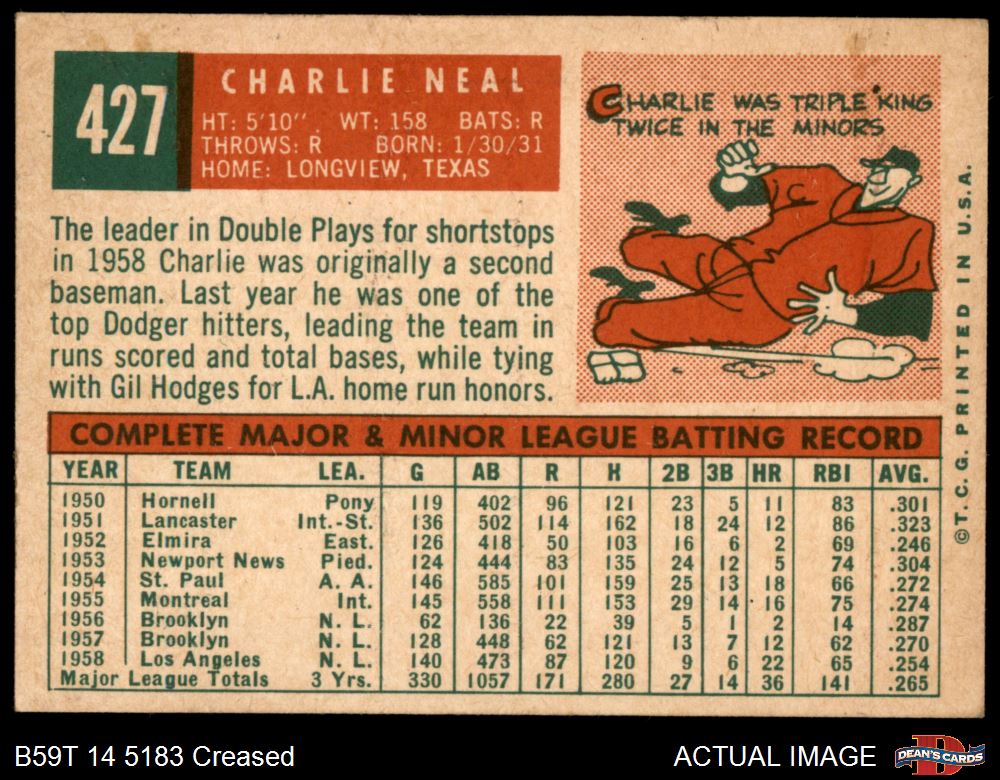 427
CHARLIE NEAL
HT: 5'10" WT: 158 BATS: R
THROWS: R BORN: 1/30/31
HOME: LONGVIEW, TEXAS
CHARLIE WAS TRIPLE KING
TWICE IN THE MINORS
The leader in Double Plays for shortstops
in 1958 Charlie was originally a second
baseman. Last year he was one of the
top Dodger hitters, leading the team in
runs scored and total bases, while tying
with Gil Hodges for L.A. home run honors.
©T.C.G. PRINTED IN U.S.A.
COMPLETE MAJOR & MINOR LEAGUE BATTING RECORD
YEAR TEAM LEA. G AB R H 2B 3B HR RBI AVG.
1950 Hornell Pony 119 402 96 121 23 5 11 83 .301
1951 Lancaster Int.-St. 136 502 114 162 18 24 12 86 .323
1952 Elmira East. 126 418 50 103 16 6 2 69 .246
1953 Newport News Pied. 124 444 83 135 24 12 5 74 .304
1954 St. Paul A. A. 146 585 101 159 25 13 18 66 .272
1955 Montreal Int. 145 558 111 153 29 14 16 75 .274
1956 Brooklyn N. L. 62 136 22 39 5 1 2 14 .287
1957 Brooklyn N. L. 128 448 62 121 13 7 12 62 .270
1958 Los Angeles N. L. 140 473 87 120 9 6 22 65 .254
Major League Totals 3 Yrs. 330 1057 171 280 27 14 36 141 .265
B59T 14 5183 Creased
ACTUAL IMAGE
DEAN'S CARDS